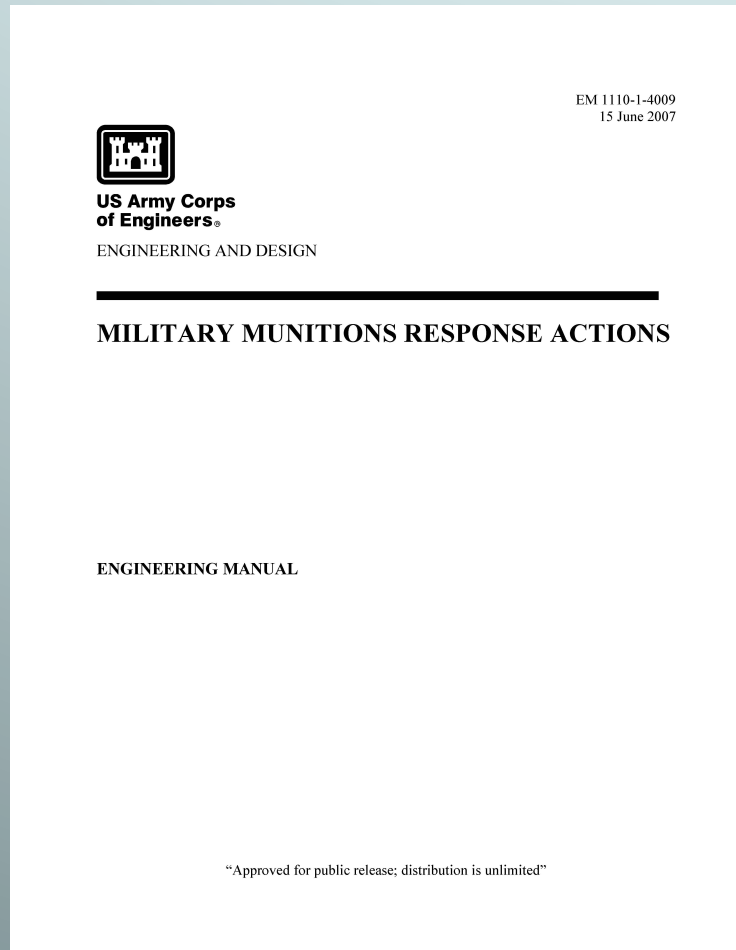 EM 1110-1-4009
15 June 2007
US Army Corps
of Engineers®
ENGINEERING AND DESIGN
MILITARY MUNITIONS RESPONSE ACTIONS
ENGINEERING MANUAL
“Approved for public release; distribution is unlimited”